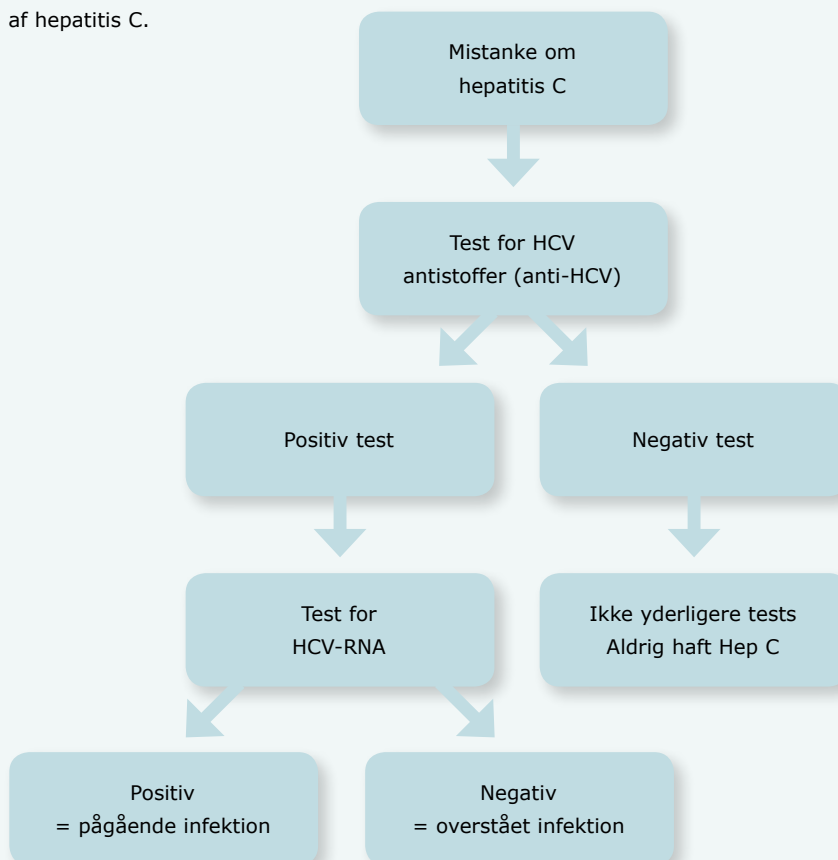 af hepatitis C.
Mistanke om
hepatitis C
Test for HCV
antistoffer (anti-HCV)
Positiv test
Negativ test
Test for
HCV-RNA
Ikke yderligere tests
Aldrig haft Hep C
Positiv
= pågående infektion
Negativ
= overstået infektion